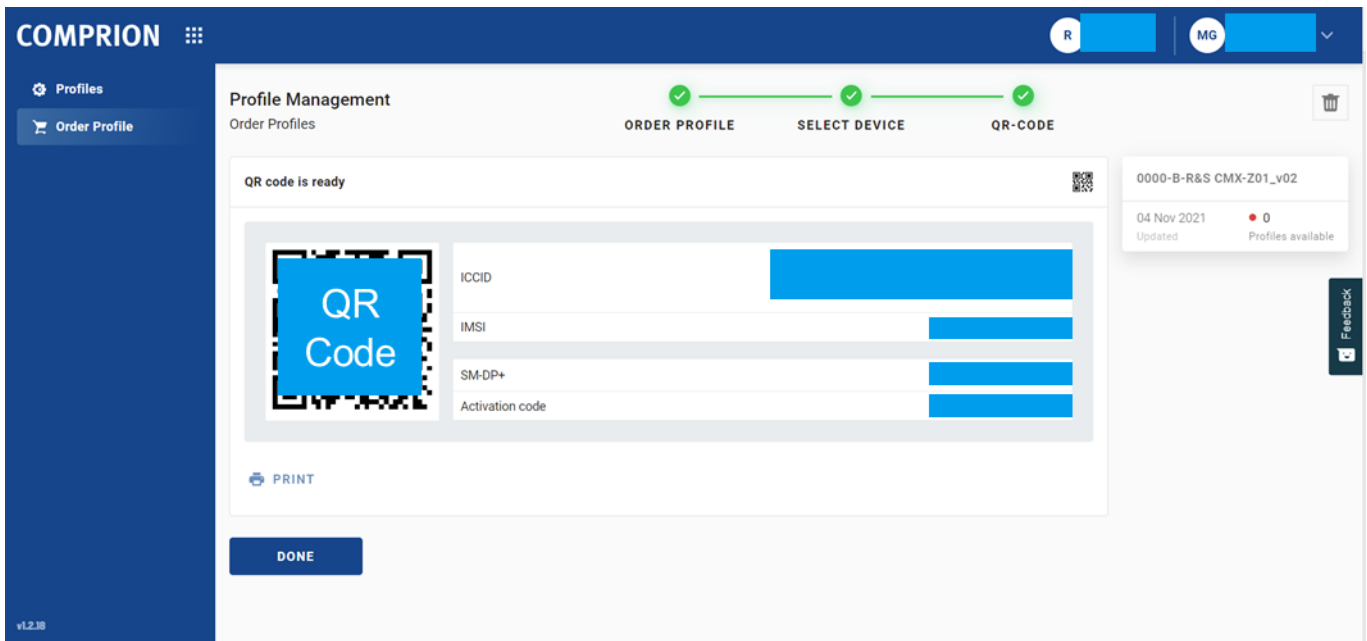 COMPRION
R
MG
Profiles
Order Profile
Profile Management
Order Profiles
ORDER PROFILE
SELECT DEVICE
QR-CODE
QR code is ready
0000-B-R&S CMX-Z01_v02
04 Nov 2021
0
Updated
Profiles available
QR
Code
ICCID
IMSI
SM-DP+
Activation code
Feedback
PRINT
DONE
v1.2.18